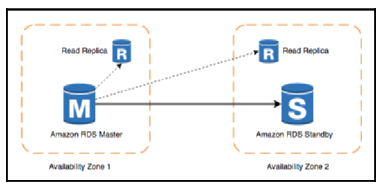 Read Replica R
R Read Replica
M
S
Amazon RDS Master
Amazon RDS Standby
Availability Zone 1
Availability Zone 2